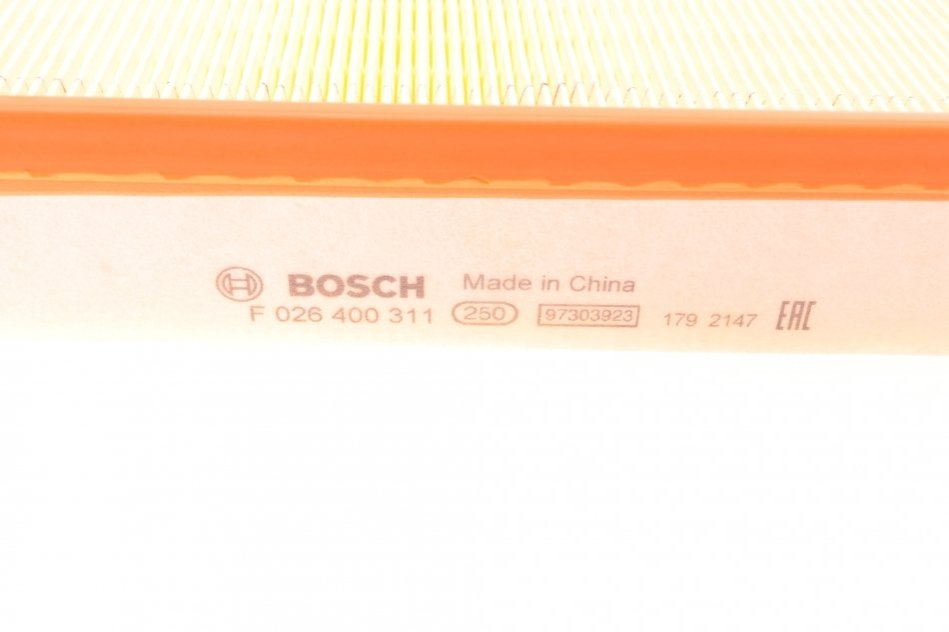 BOSCH Made in China
F 026 400 311 250 97303923 179 2147 EAC